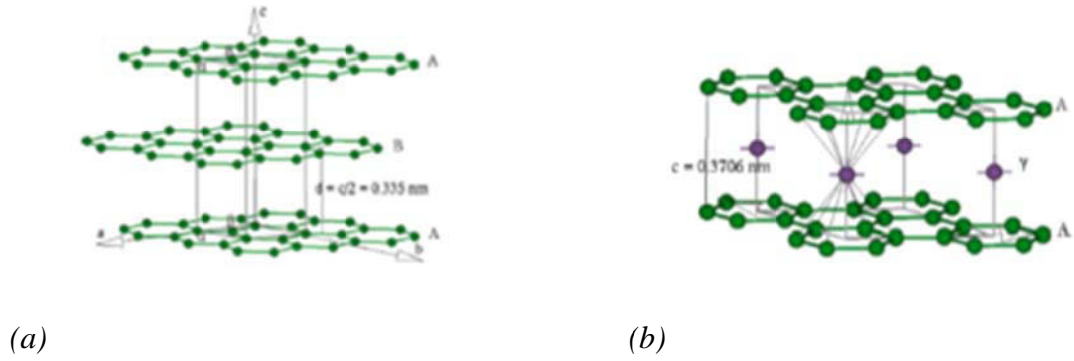 c
A
B
d = c/2 = 0.335 nm
a
A
b
A
c = 0.3706 nm
γ
A
(a)
(b)